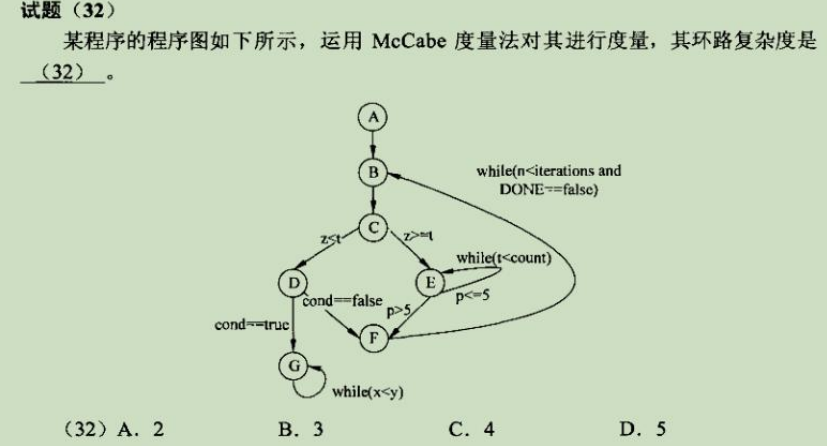 试题（32）
某程序的程序图如下所示，运用 McCabe 度量法对其进行度量，其环路复杂度是
（32） 。
A
B
while(n<iterations and
DONE==false)
C
z<t
z>=t
while(t<count)
D
E
cond==false
p>5
p<=5
cond==true
F
G
while(x<y)
（32）A．2 B．3 C．4 D．5